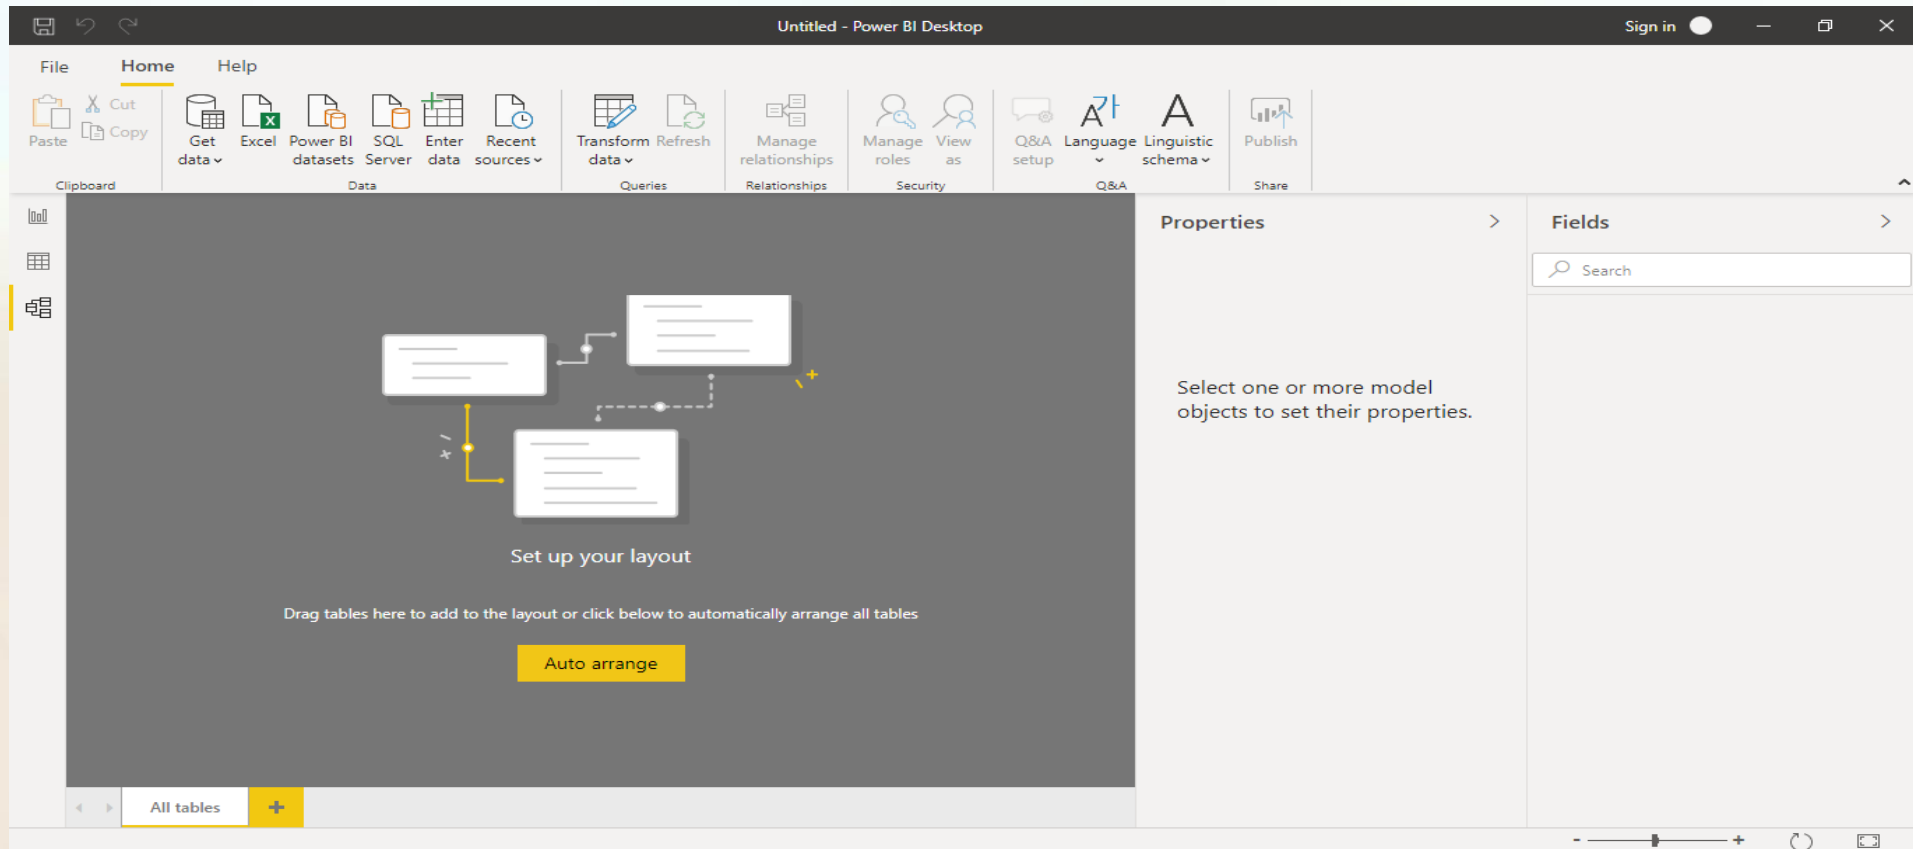 Untitled - Power BI Desktop
Sign in
File Home Help
Paste
Cut
Copy
Clipboard
Get data
Excel
Power BI datasets
SQL Server
Enter data
Recent sources
Data
Transform data
Refresh
Queries
Manage relationships
Relationships
Manage roles
View as
Security
Q&A setup
A가
Language
A
Linguistic schema
Q&A
Publish
Share
Set up your layout
Drag tables here to add to the layout or click below to automatically arrange all tables
Auto arrange
Properties
Select one or more model
objects to set their properties.
Fields
Search
All tables +
- +